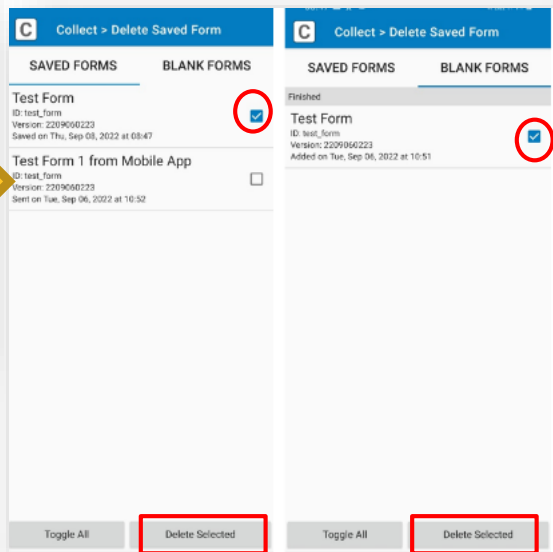 C Collect > Delete Saved Form
SAVED FORMS BLANK FORMS
Test Form
ID: test_form
Version: 2209060223
Saved on Thu, Sep 08, 2022 at 08:47
Test Form 1 from Mobile App
ID: test_form
Version: 2209060223
Sent on Tue, Sep 06, 2022 at 10:52
Toggle All Delete Selected
C Collect > Delete Saved Form
SAVED FORMS BLANK FORMS
Finished
Test Form
ID: test_form
Version: 2209060223
Added on Tue, Sep 06, 2022 at 10:51
Toggle All Delete Selected